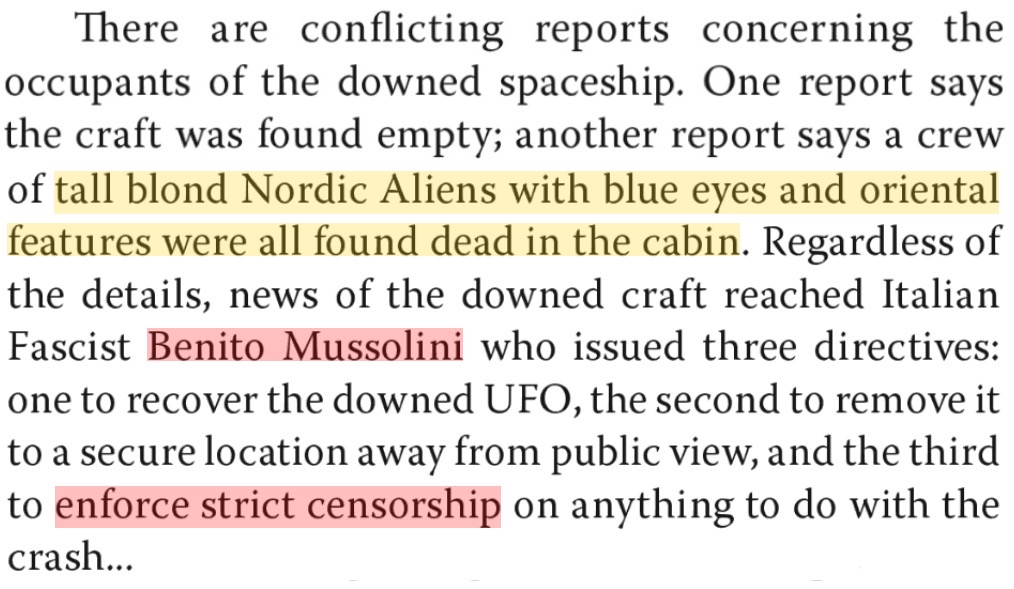 There are conflicting reports concerning the
occupants of the downed spaceship. One report says
the craft was found empty; another report says a crew
of tall blond Nordic Aliens with blue eyes and oriental
features were all found dead in the cabin. Regardless of
the details, news of the downed craft reached Italian
Fascist Benito Mussolini who issued three directives:
one to recover the downed UFO, the second to remove it
to a secure location away from public view, and the third
to enforce strict censorship on anything to do with the
crash...